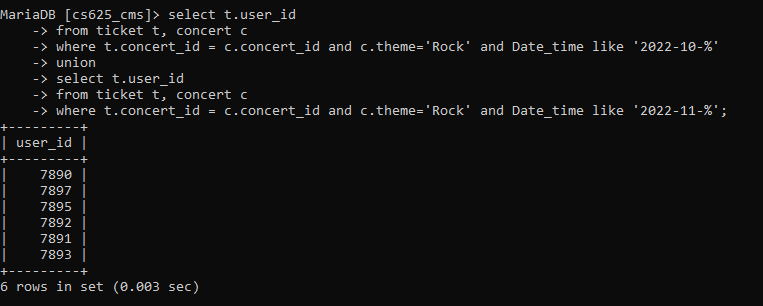 MariaDB [cs625_cms]> select t.user_id
    -> from ticket t, concert c
    -> where t.concert_id = c.concert_id and c.theme='Rock' and Date_time like '2022-10-%'
    -> union
    -> select t.user_id
    -> from ticket t, concert c
    -> where t.concert_id = c.concert_id and c.theme='Rock' and Date_time like '2022-11-%';
+---------+
| user_id |
+---------+
|    7890 |
|    7897 |
|    7895 |
|    7892 |
|    7891 |
|    7893 |
+---------+
6 rows in set (0.003 sec)